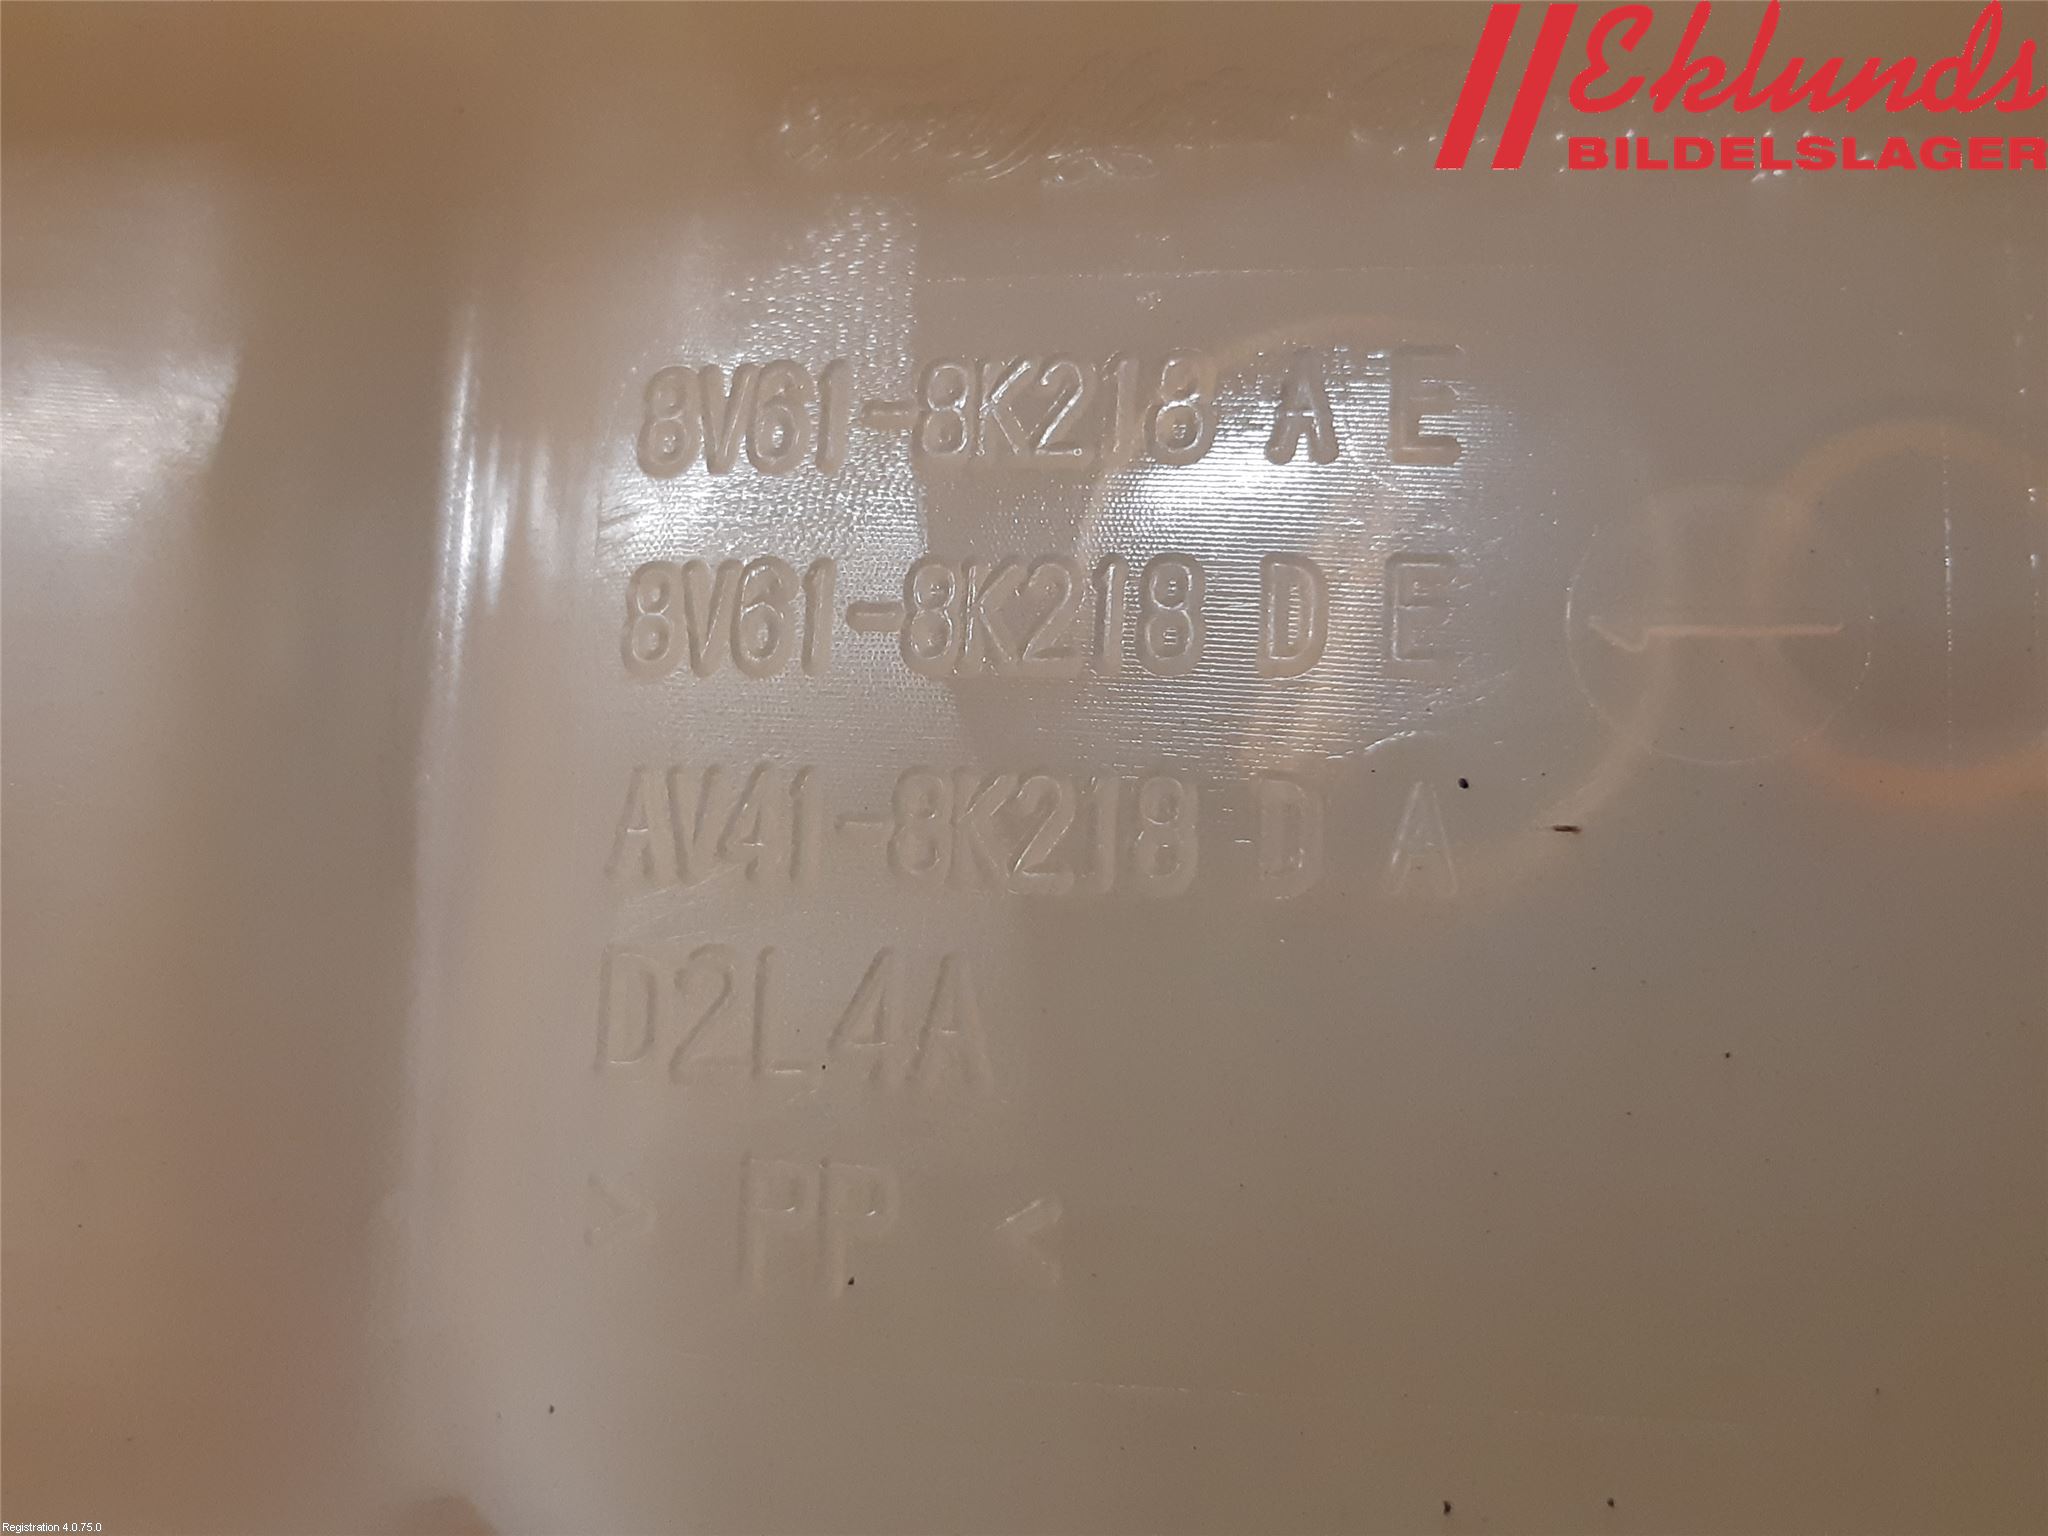 Eklunds
BILDELSLAGER
8V61-8K218 A E
8V61-8K218 D E
AV41-8K218 D A
D2L4A
> PP <
Registration 4.0.75.0